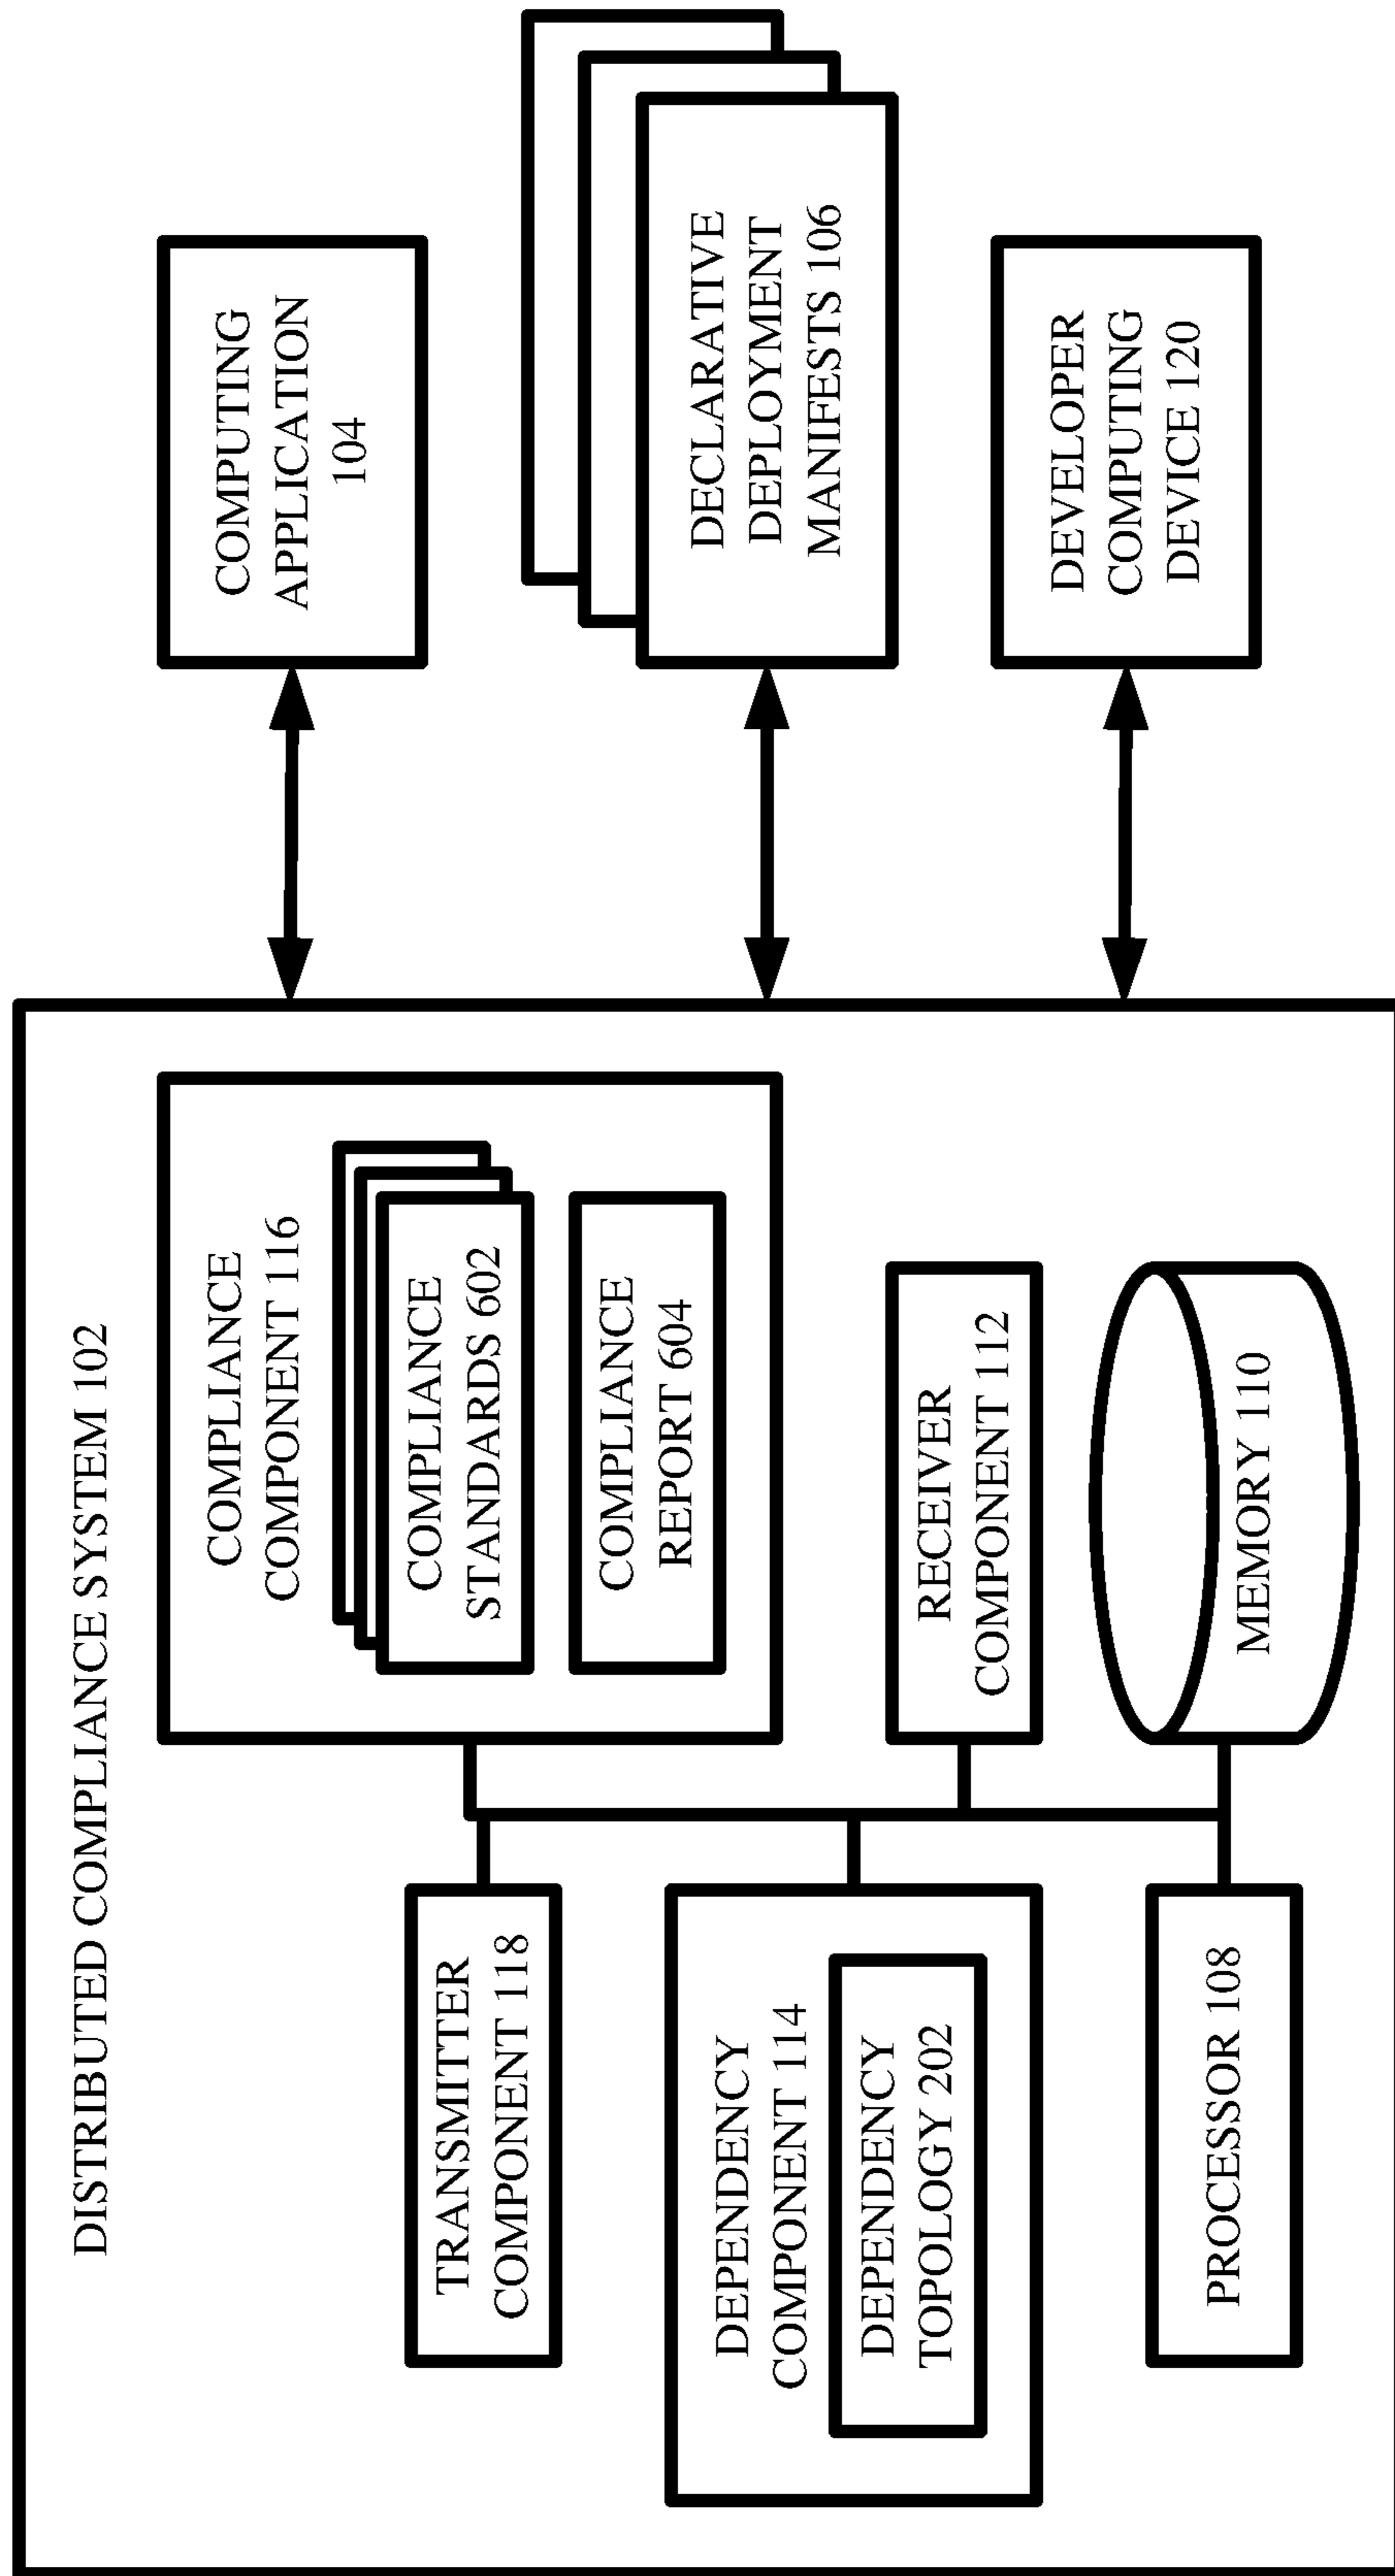 DISTRIBUTED COMPLIANCE SYSTEM 102
TRANSMITTER
COMPONENT 118
DEPENDENCY
COMPONENT 114
DEPENDENCY
TOPOLOGY 202
PROCESSOR 108
COMPLIANCE
COMPONENT 116
COMPLIANCE
STANDARDS 602
COMPLIANCE
REPORT 604
RECEIVER
COMPONENT 112
MEMORY 110
COMPUTING
APPLICATION
104
DECLARATIVE
DEPLOYMENT
MANIFESTS 106
DEVELOPER
COMPUTING
DEVICE 120